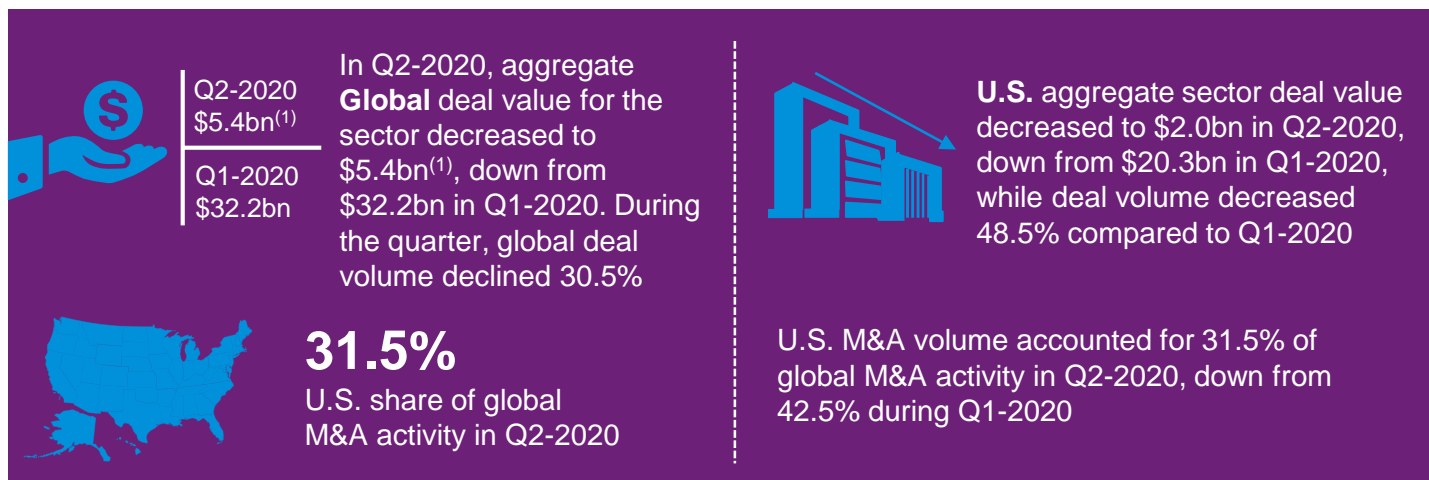 Q2-2020
$5.4bn(1)
Q1-2020
$32.2bn
In Q2-2020, aggregate
Global deal value for the
sector decreased to
$5.4bn(1), down from
$32.2bn in Q1-2020. During
the quarter, global deal
volume declined 30.5%
31.5%
U.S. share of global
M&A activity in Q2-2020
U.S. aggregate sector deal value
decreased to $2.0bn in Q2-2020,
down from $20.3bn in Q1-2020,
while deal volume decreased
48.5% compared to Q1-2020
U.S. M&A volume accounted for 31.5% of
global M&A activity in Q2-2020, down from
42.5% during Q1-2020